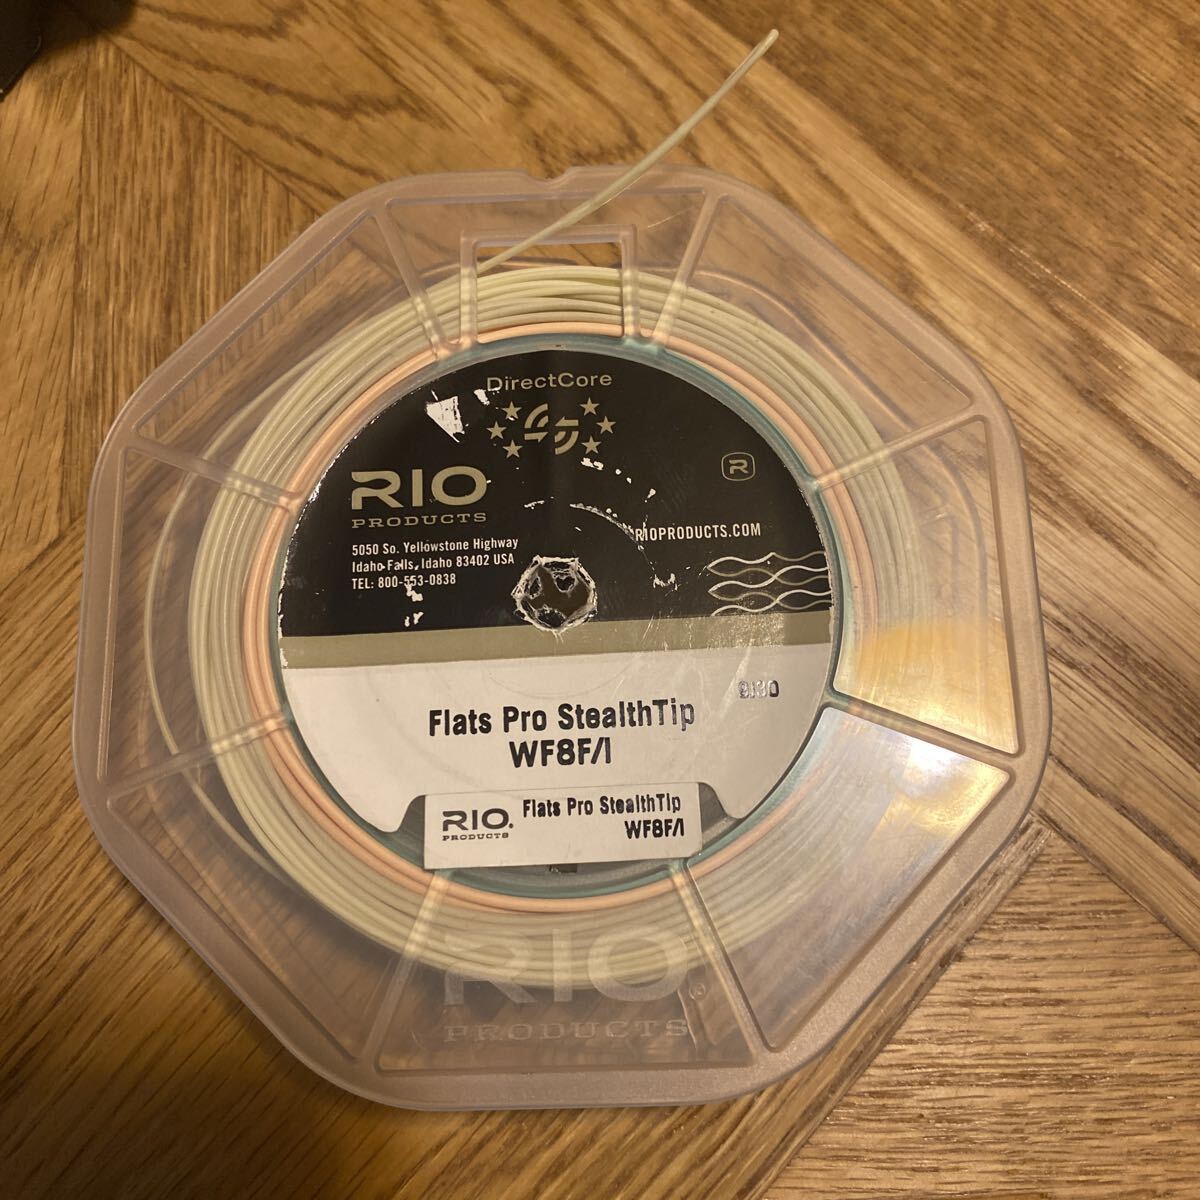 DirectCore
RIO
PRODUCTS
R
RIOPRODUCTS.COM
5050 So. Yellowstone Highway
Idaho Falls, Idaho 83402 USA
TEL: 800-553-0838
9130
Flats Pro StealthTip
WF8F/I
RIO.
PRODUCTS
Flats Pro StealthTip
WF8F/I
RIO
PRODUCTS®